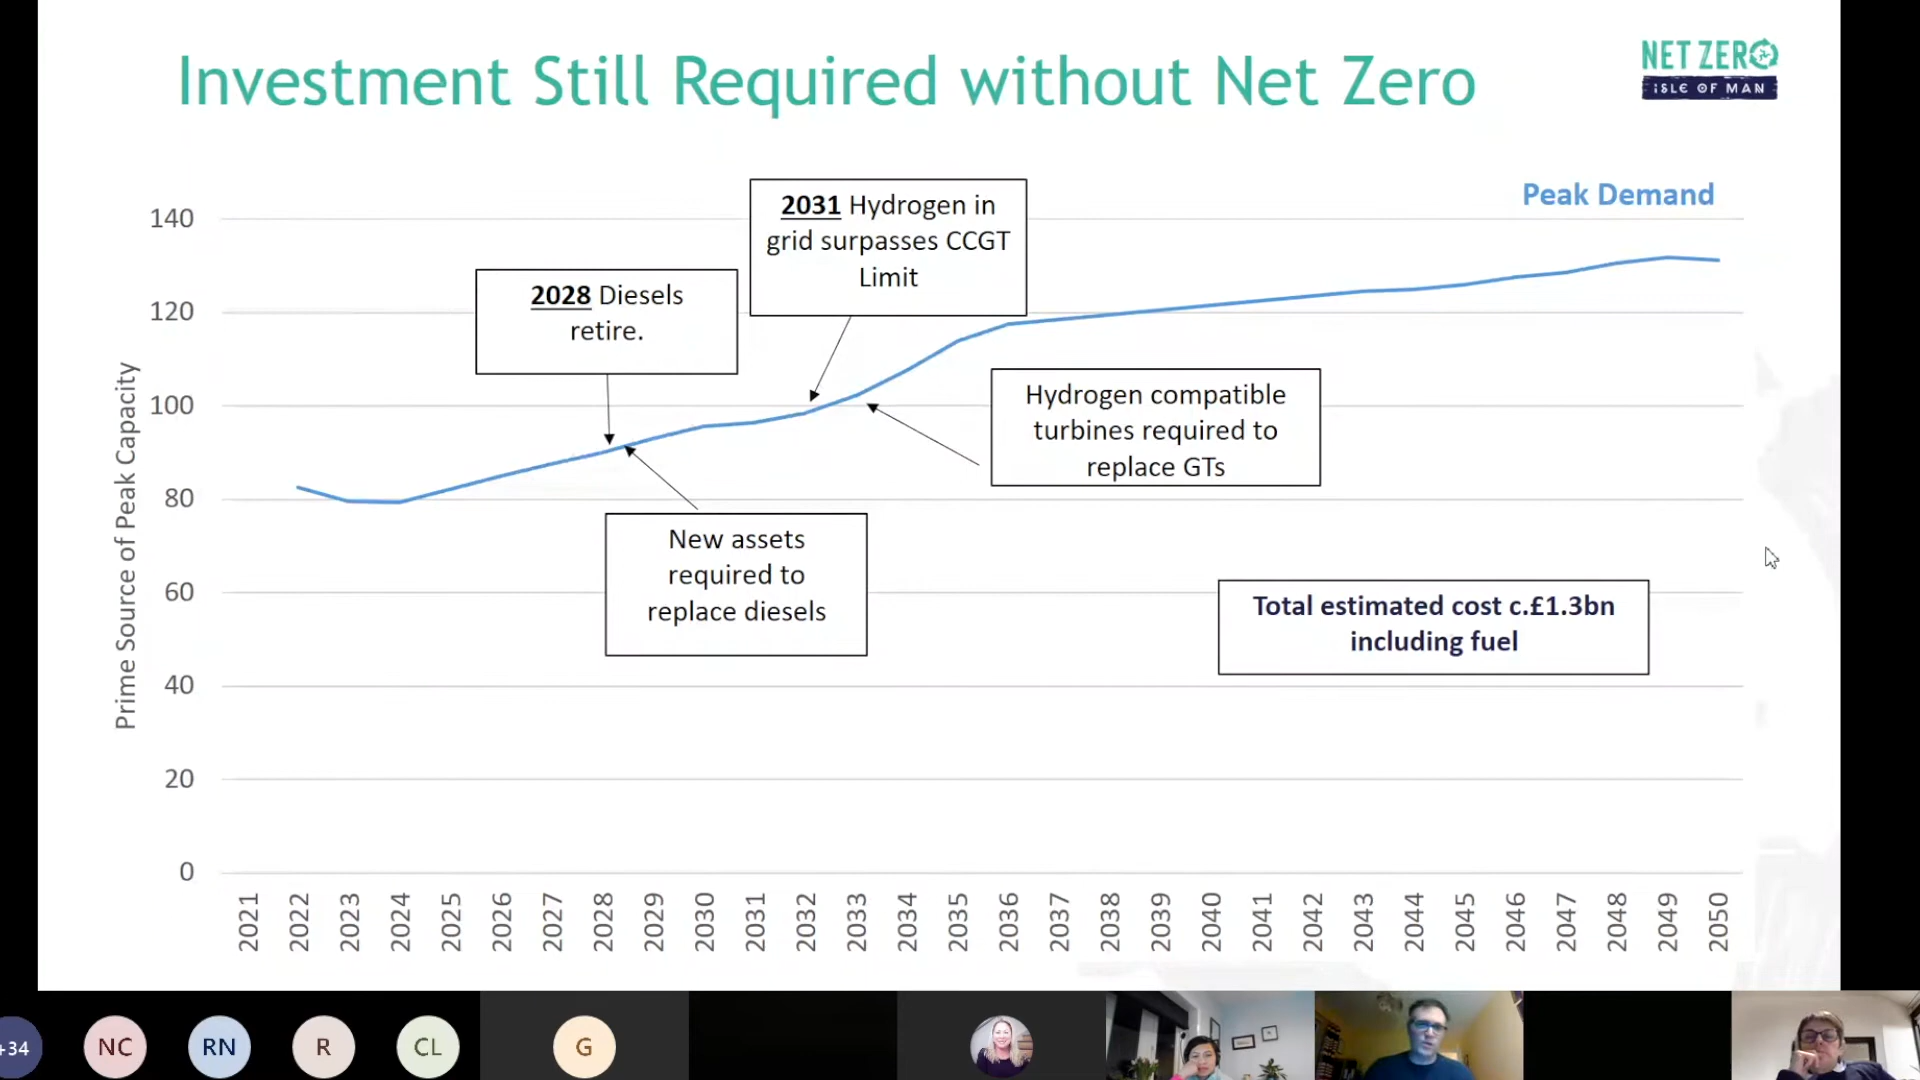 Investment Still Required without Net Zero
NET ZERO
ISLE OF MAN
Peak Demand
2031 Hydrogen in
grid surpasses CCGT
Limit
2028 Diesels
retire.
Hydrogen compatible
turbines required to
replace GTs
New assets
required to
replace diesels
Total estimated cost c.£1.3bn
including fuel
Prime Source of Peak Capacity
140
120
100
80
60
40
20
0
2021
2022
2023
2024
2025
2026
2027
2028
2029
2030
2031
2032
2033
2034
2035
2036
2037
2038
2039
2040
2041
2042
2043
2044
2045
2046
2047
2048
2049
2050
+34
NC
RN
R
CL
G